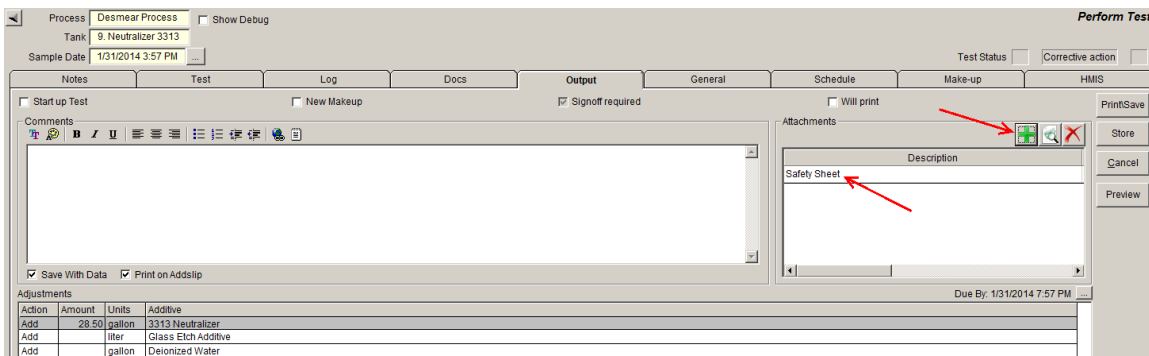 Process Desmear Process Show Debug Perform Test
Tank 9. Neutralizer 3313
Sample Date 1/31/2014 3:57 PM ... Test Status Corrective action
Notes Test Log Docs Output General Schedule Make-up HMIS
Start up Test New Makeup Signoff required Will print Print\Save
Comments Attachments
B I U Store
Description
Safety Sheet Cancel
Preview
Save With Data Print on Addslip
Adjustments Due By: 1/31/2014 7:57 PM ...
Action Amount Units Additive
Add 28.50 gallon 3313 Neutralizer
Add liter Glass Etch Additive
Add gallon Deionized Water